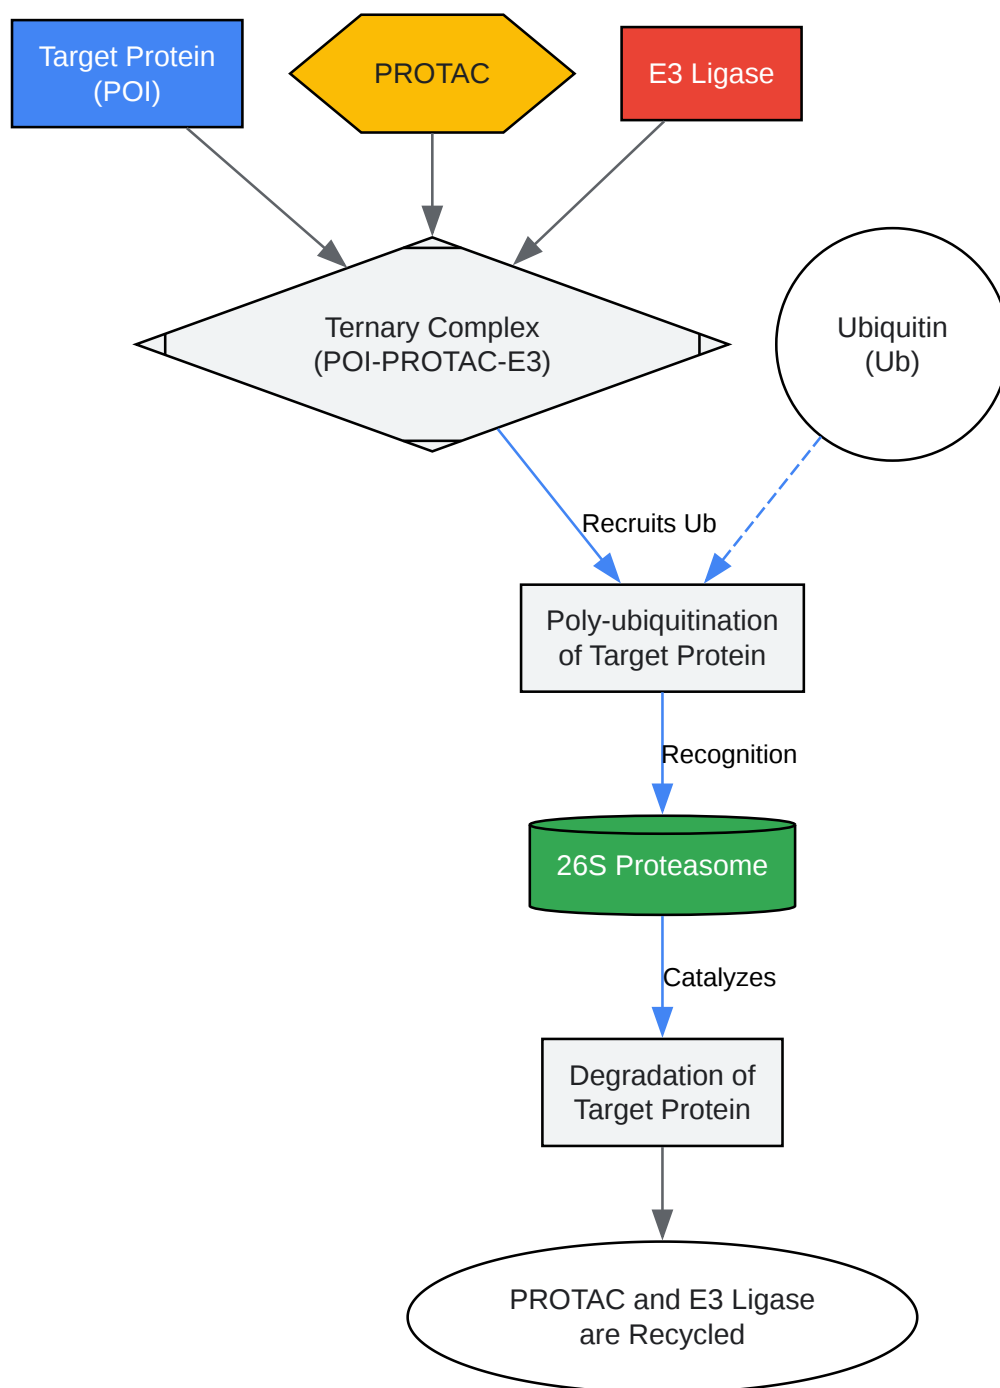 Target Protein
(POI)
PROTAC
E3 Ligase
Ternary Complex
(POI-PROTAC-E3)
Ubiquitin
(Ub)
Recruits Ub
Poly-ubiquitination
of Target Protein
Recognition
26S Proteasome
Catalyzes
Degradation of
Target Protein
PROTAC and E3 Ligase
are Recycled